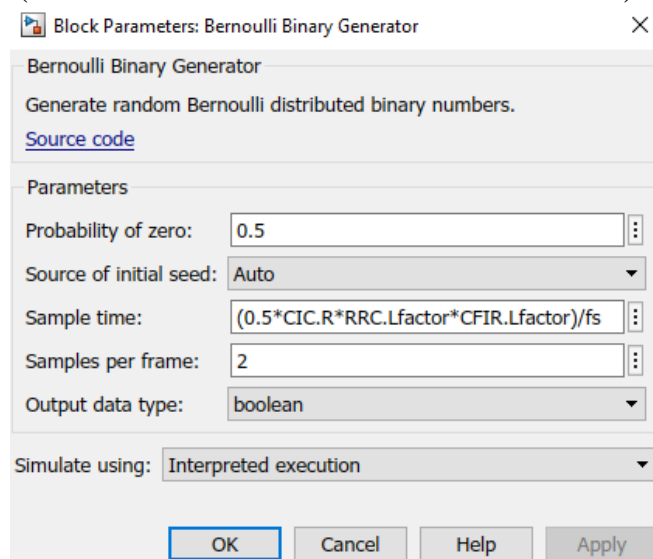 Block Parameters: Bernoulli Binary Generator
Bernoulli Binary Generator
Generate random Bernoulli distributed binary numbers.
Source code
Parameters
Probability of zero: 0.5
Source of initial seed: Auto
Sample time: (0.5*CIC.R*RRC.Lfactor*CFIR.Lfactor)/fs
Samples per frame: 2
Output data type: boolean
Simulate using: Interpreted execution
OK Cancel Help Apply